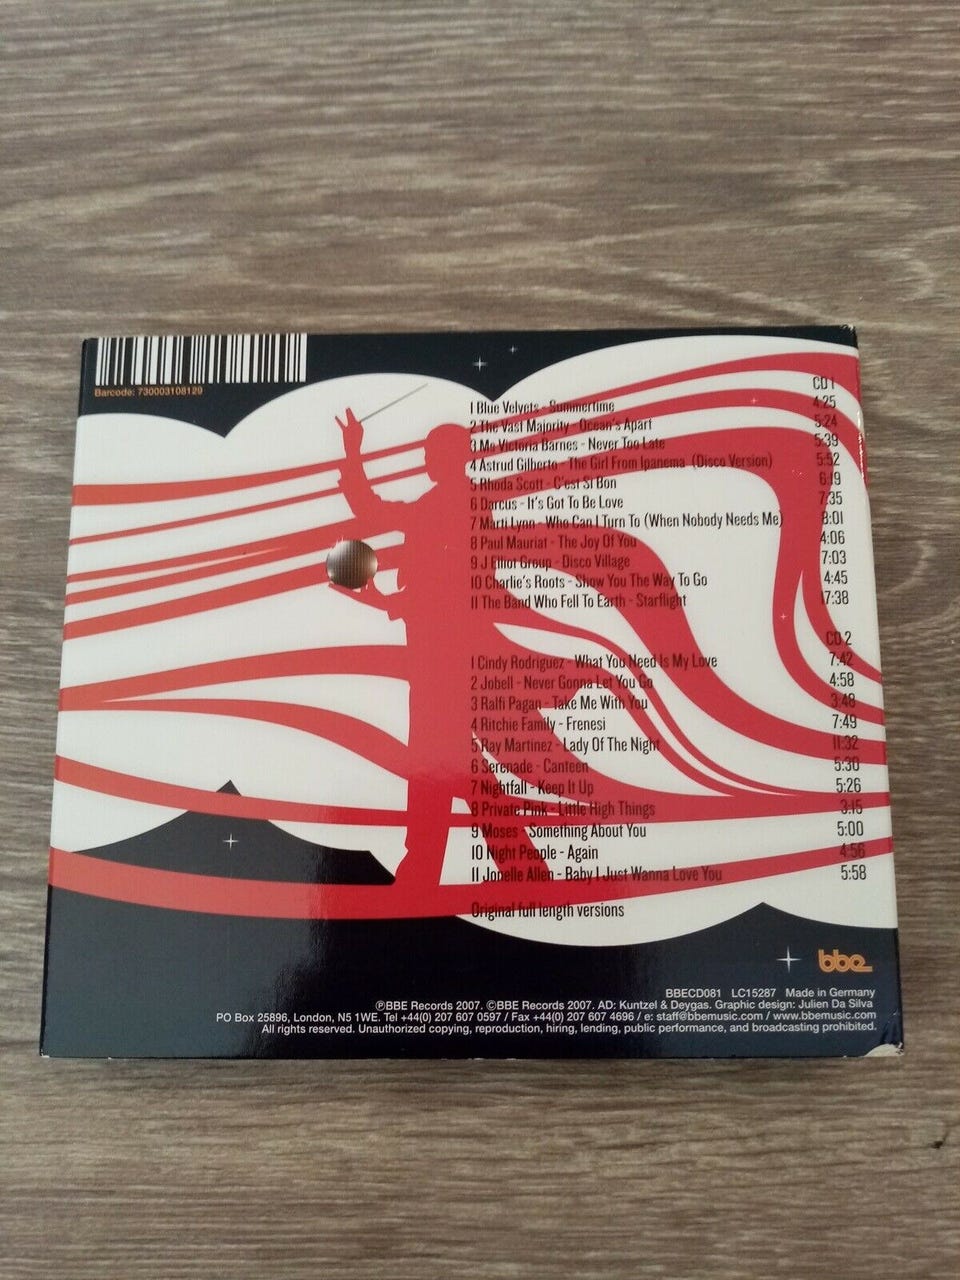 Barcode: 730003108129
CD 1
1 Blue Velvets - Summertime 4:25
2 The Vast Majority - Ocean's Apart 5:24
3 Mo Victoria Barnes - Never Too Late 5:39
4 Astrud Gilberto - The Girl From Ipanema (Disco Version) 5:52
5 Rhoda Scott - C'est Si Bon 6:19
6 Darcus - It's Got To Be Love 7:35
7 Marti Lynn - Who Can I Turn To (When Nobody Needs Me) 8:01
8 Paul Mauriat - The Joy Of You 4:06
9 J Elliot Group - Disco Village 7:03
10 Charlie's Roots - Show You The Way To Go 4:45
11 The Band Who Fell To Earth - Starflight 17:38
CD 2
1 Cindy Rodriguez - What You Need Is My Love 7:42
2 Jobell - Never Gonna Let You Go 4:58
3 Ralfi Pagan - Take Me With You 3:48
4 Ritchie Family - Frenesi 7:49
5 Ray Martinez - Lady Of The Night 11:32
6 Serenade - Canteen 5:30
7 Nightfall - Keep It Up 5:26
8 Private Pink - Little High Things 3:15
9 Moses - Something About You 5:00
10 Night People - Again 4:56
11 Jonelle Allen - Baby I Just Wanna Love You 5:58
Original full length versions
bbe
BBECD081 LC15287 Made in Germany
℗BBE Records 2007. ©BBE Records 2007. AD: Kuntzel & Deygas. Graphic design: Julien Da Silva
PO Box 25896, London, N5 1WE. Tel +44(0) 207 607 0597 / Fax +44(0) 207 607 4696 / e: staff@bbemusic.com / www.bbemusic.com
All rights reserved. Unauthorized copying, reproduction, hiring, lending, public performance, and broadcasting prohibited.